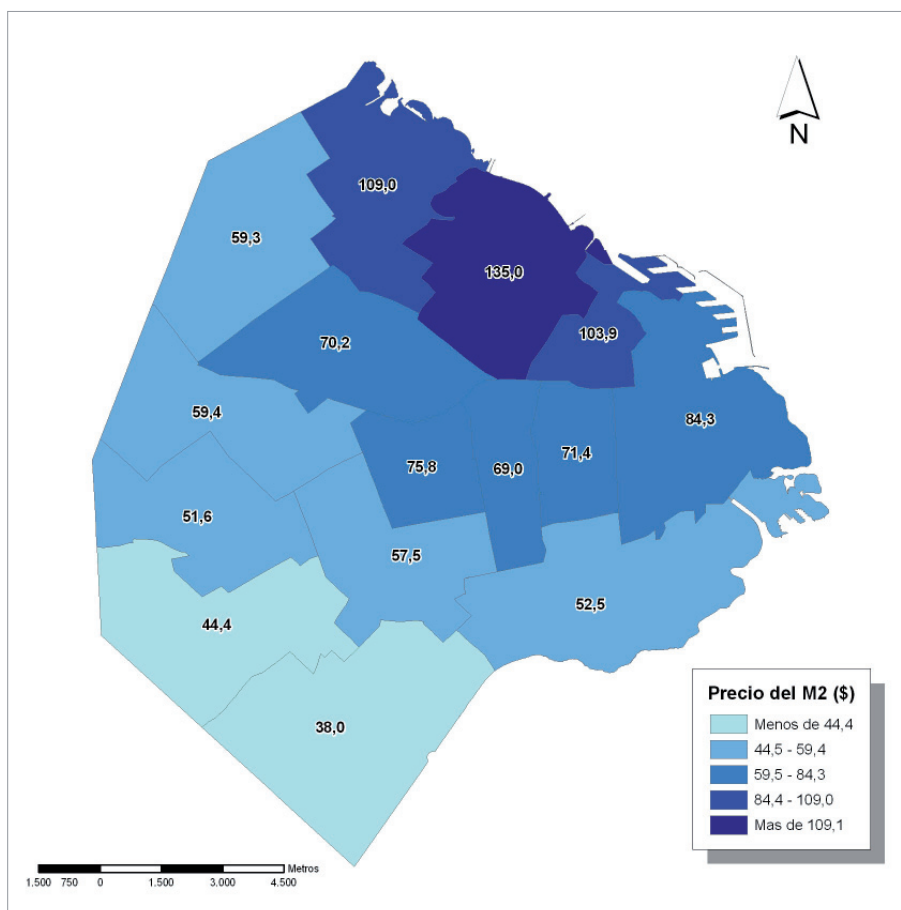 N
109,0
59,3
135,0
103,9
70,2
59,4
84,3
75,8
69,0
71,4
51,6
57,5
52,5
44,4
38,0
Precio del M2 ($)
Menos de 44,4
44,5 - 59,4
59,5 - 84,3
84,4 - 109,0
Mas de 109,1
Metros
1.500 750 0 1.500 3.000 4.500